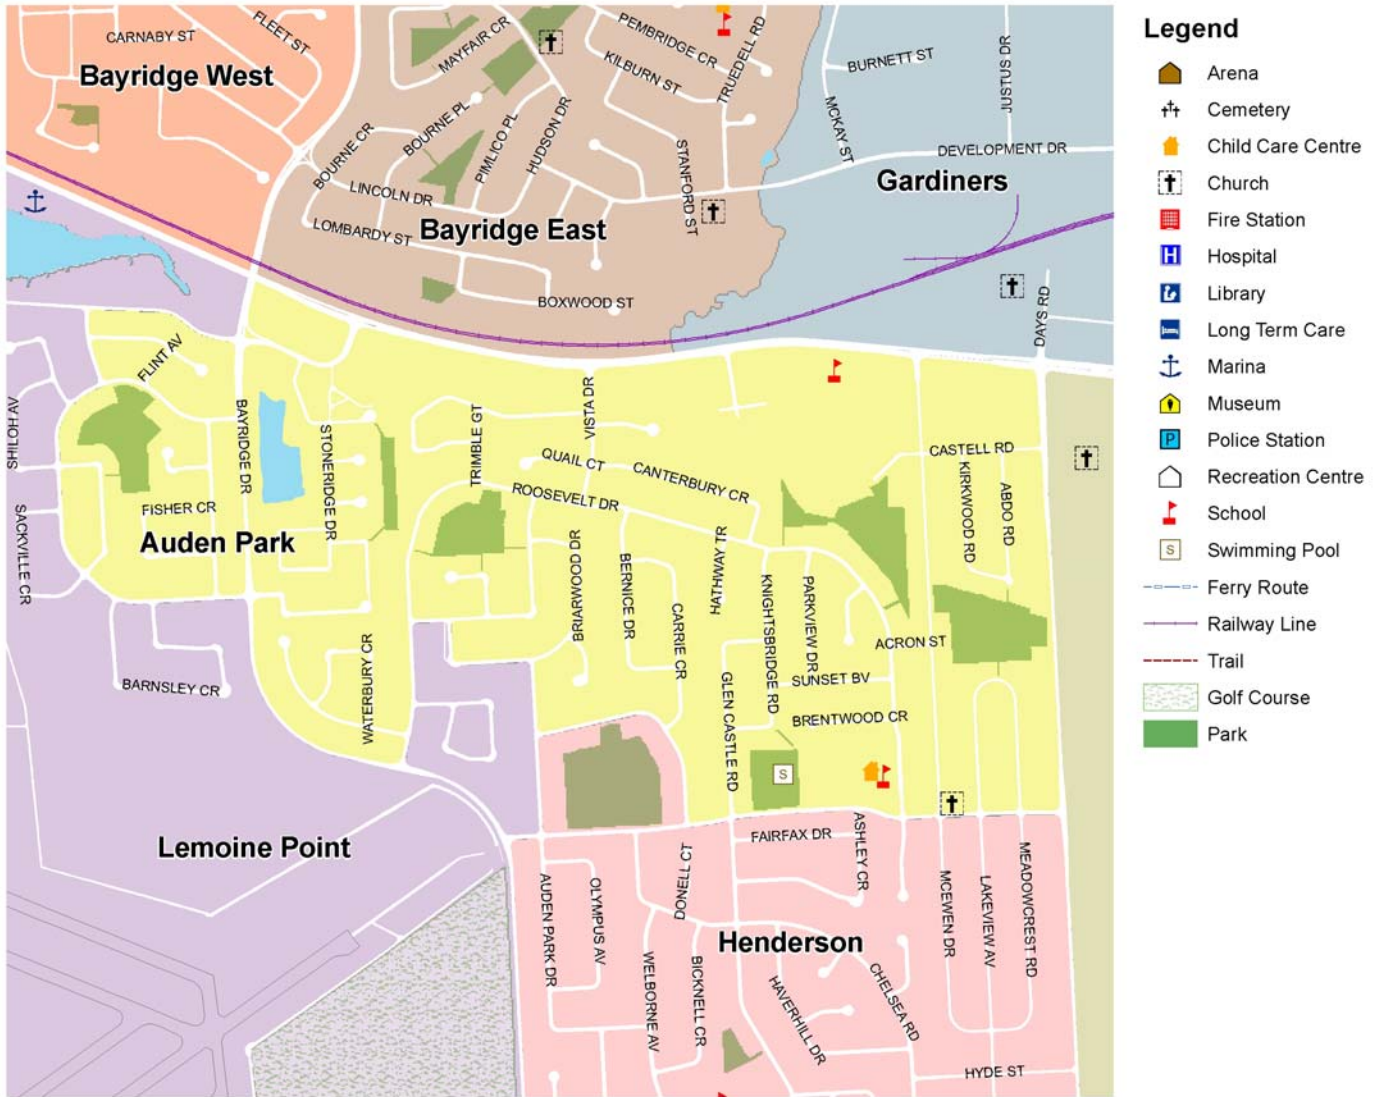 CARNABY ST
FLEET ST
Bayridge West
MAYFAIR CR
PEMBRIDGE CR
KILBURN ST
TRUEDELL RD
BURNETT ST
JUSTUS DR
MCKAY ST
DEVELOPMENT DR
Gardiners
BOURNE CR
BOURNE PL
PIMLICO PL
HUDSON DR
STANFORD ST
LINCOLN DR
LOMBARDY ST
Bayridge East
BOXWOOD ST
DAYS RD
FLINT AV
SHILOH AV
BAYRIDGE DR
STONERIDGE DR
TRIMBLE GT
VISTA DR
QUAIL CT
CANTERBURY CR
ROOSEVELT DR
CASTELL RD
KIRKWOOD RD
ABDO RD
SACKVILLE CR
FISHER CR
Auden Park
BRIARWOOD DR
BERNICE DR
CARRIE CR
HATHWAY TR
KNIGHTSBRIDGE RD
PARKVIEW DR
ACRON ST
WATERBURY CR
BARNSLEY CR
GLEN CASTLE RD
SUNSET BV
BRENTWOOD CR
S
Lemoine Point
FAIRFAX DR
ASHLEY CR
DONELL CT
AUDEN PARK DR
OLYMPUS AV
MCEWEN DR
LAKEVIEW AV
MEADOWCREST RD
Henderson
WELBORNE AV
BICKNELL CR
HAVERHILL DR
CHELSEA RD
HYDE ST
Legend
Arena
Cemetery
Child Care Centre
Church
Fire Station
H Hospital
Library
Long Term Care
Marina
Museum
P Police Station
Recreation Centre
School
S Swimming Pool
Ferry Route
Railway Line
Trail
Golf Course
Park